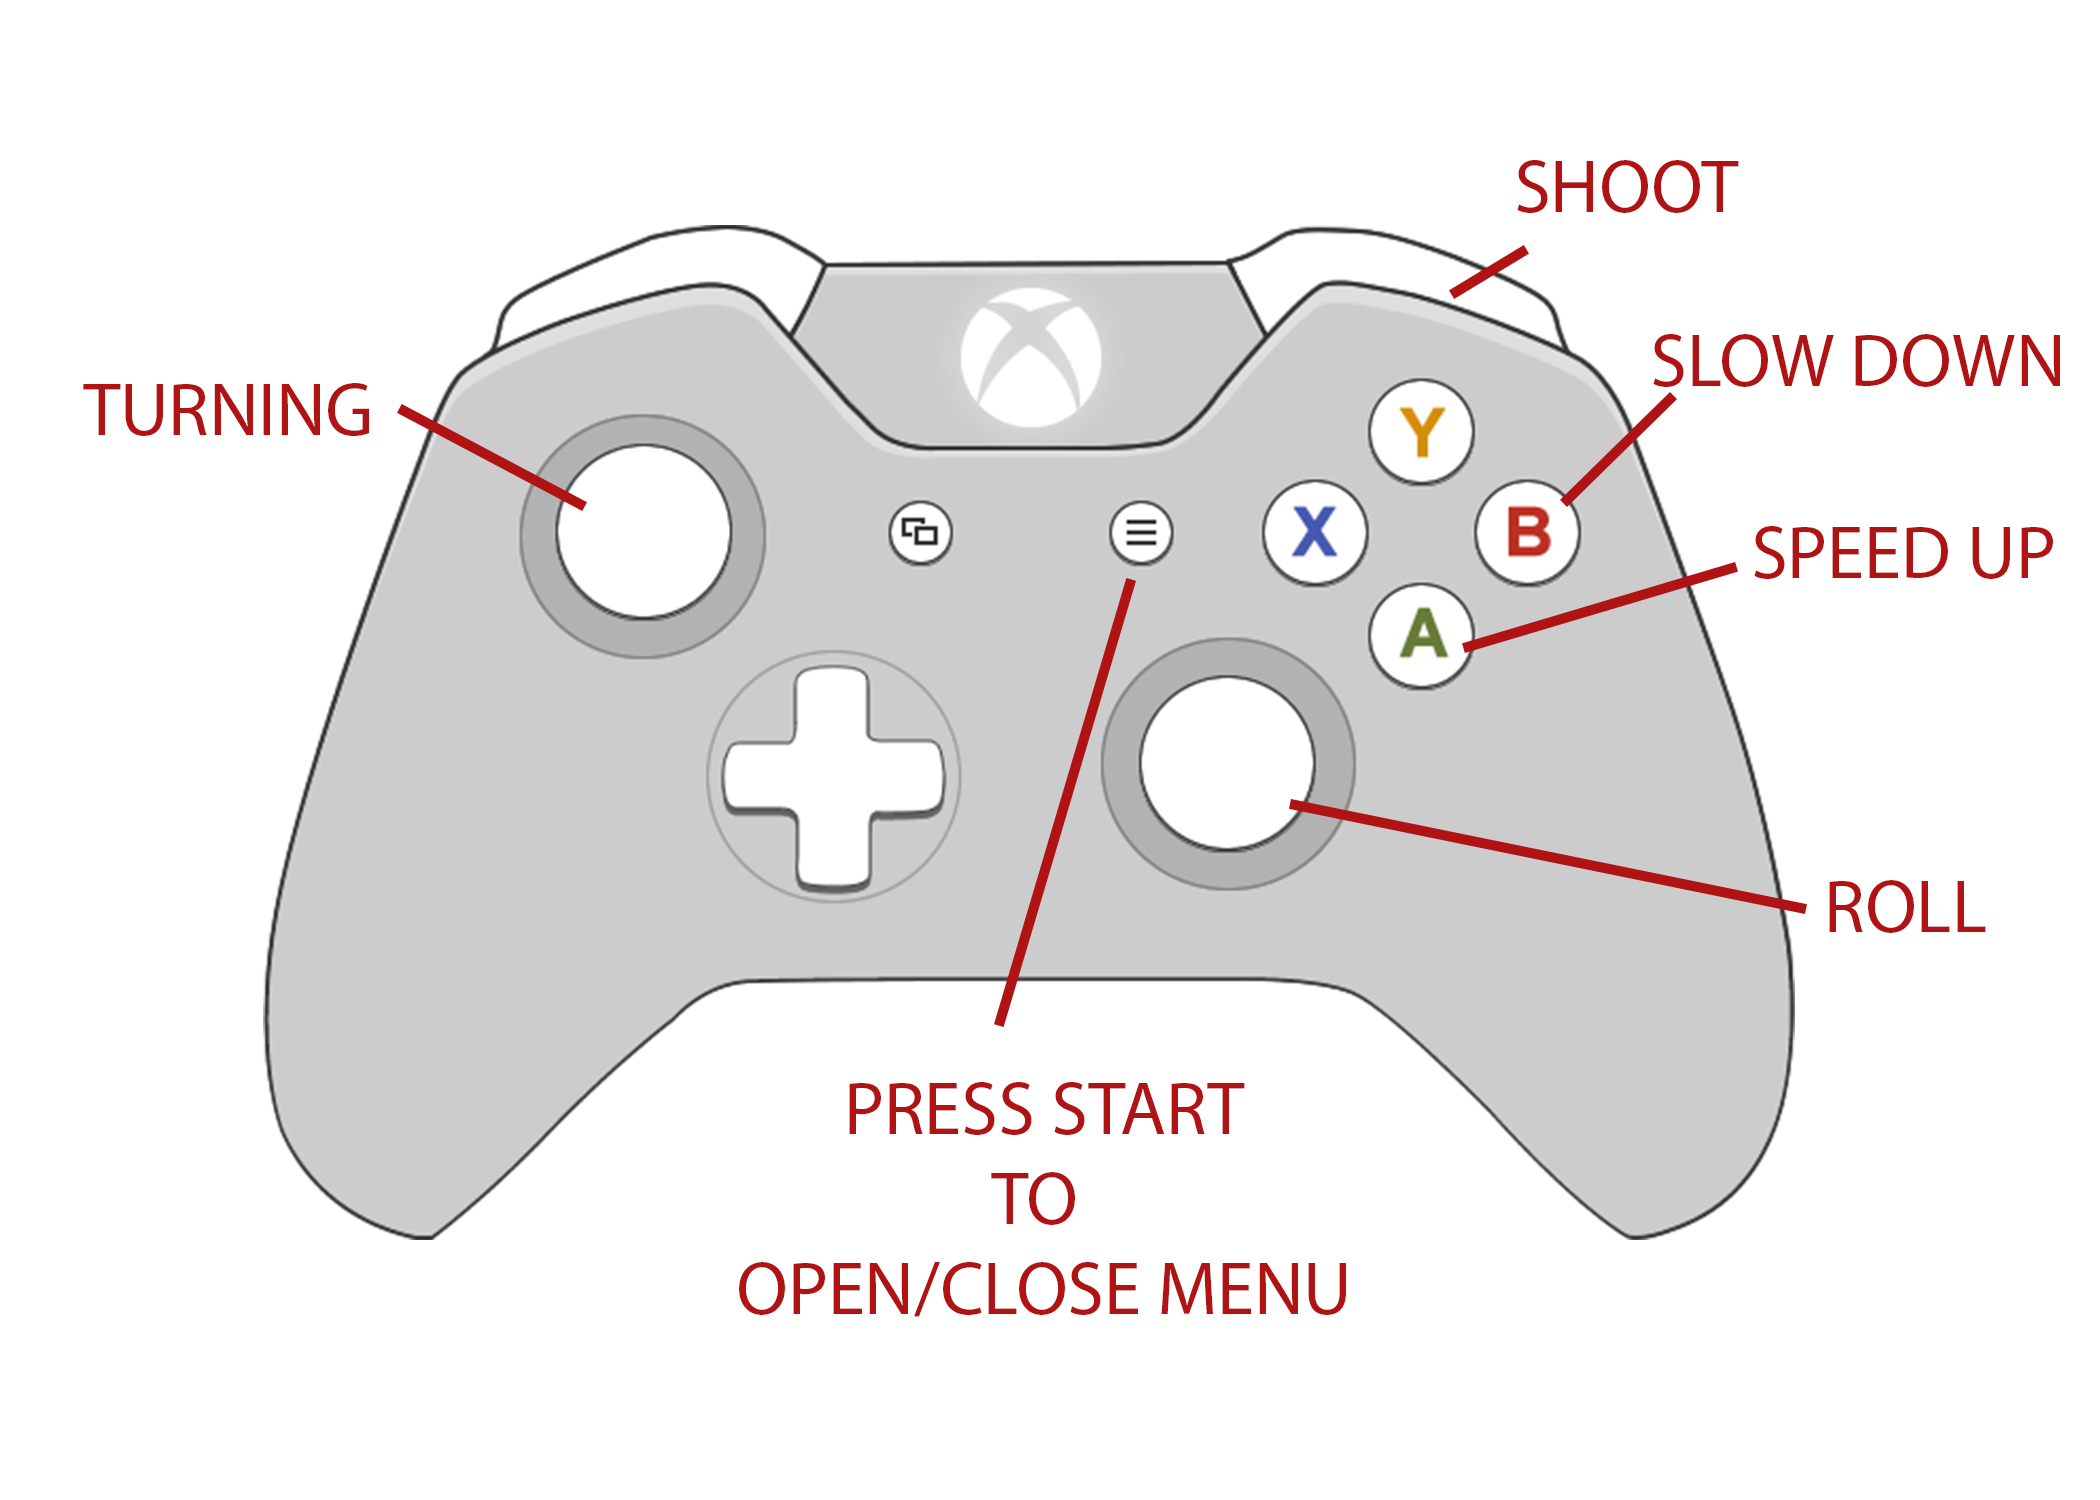 SHOOT
SLOW DOWN
TURNING
Y
X
B
SPEED UP
A
ROLL
PRESS START
TO
OPEN/CLOSE MENU